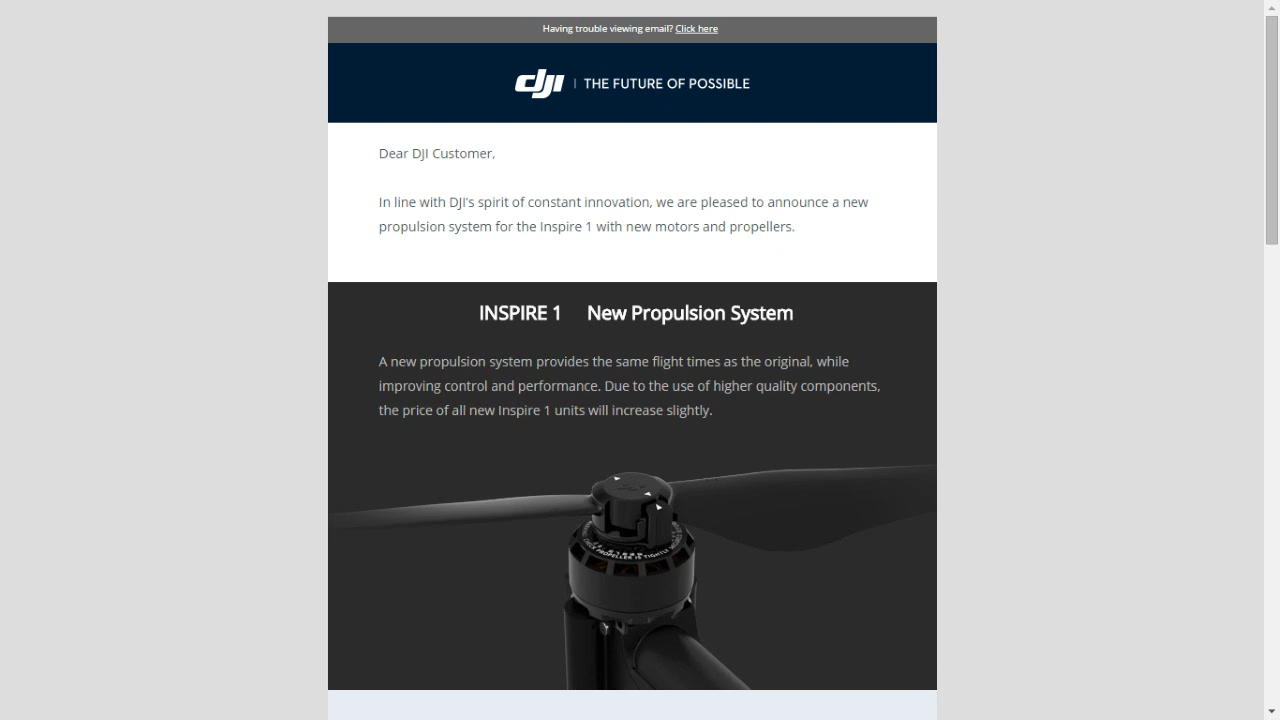 Having trouble viewing email? Click here
dji THE FUTURE OF POSSIBLE
Dear DJI Customer,
In line with DJI's spirit of constant innovation, we are pleased to announce a new
propulsion system for the Inspire 1 with new motors and propellers.
INSPIRE 1 New Propulsion System
A new propulsion system provides the same flight times as the original, while
improving control and performance. Due to the use of higher quality components,
the price of all new Inspire 1 units will increase slightly.
PROPELLER IS TIGHTLY